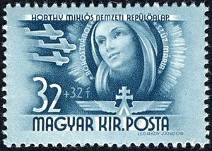 HORTHY MIKLÓS NEMZETI REPÜLŐALAP
32 + 32 f
MAGYAR KIR. POSTA